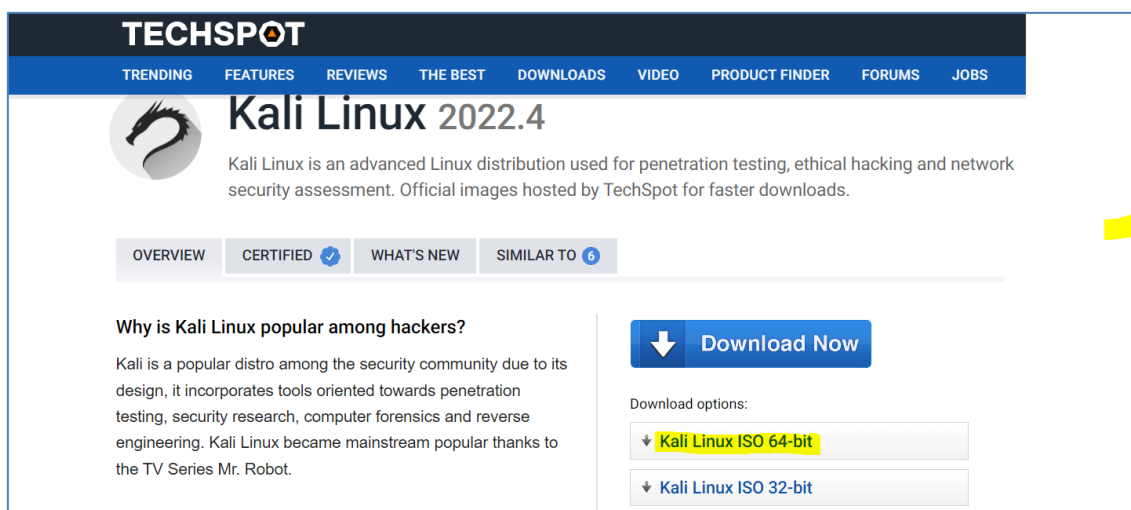 TECHSPOT
TRENDING FEATURES REVIEWS THE BEST DOWNLOADS VIDEO PRODUCT FINDER FORUMS JOBS
Kali Linux 2022.4
Kali Linux is an advanced Linux distribution used for penetration testing, ethical hacking and network
security assessment. Official images hosted by TechSpot for faster downloads.
OVERVIEW CERTIFIED WHAT'S NEW SIMILAR TO 6
Why is Kali Linux popular among hackers?
Kali is a popular distro among the security community due to its
design, it incorporates tools oriented towards penetration
testing, security research, computer forensics and reverse
engineering. Kali Linux became mainstream popular thanks to
the TV Series Mr. Robot.
Download Now
Download options:
Kali Linux ISO 64-bit
Kali Linux ISO 32-bit